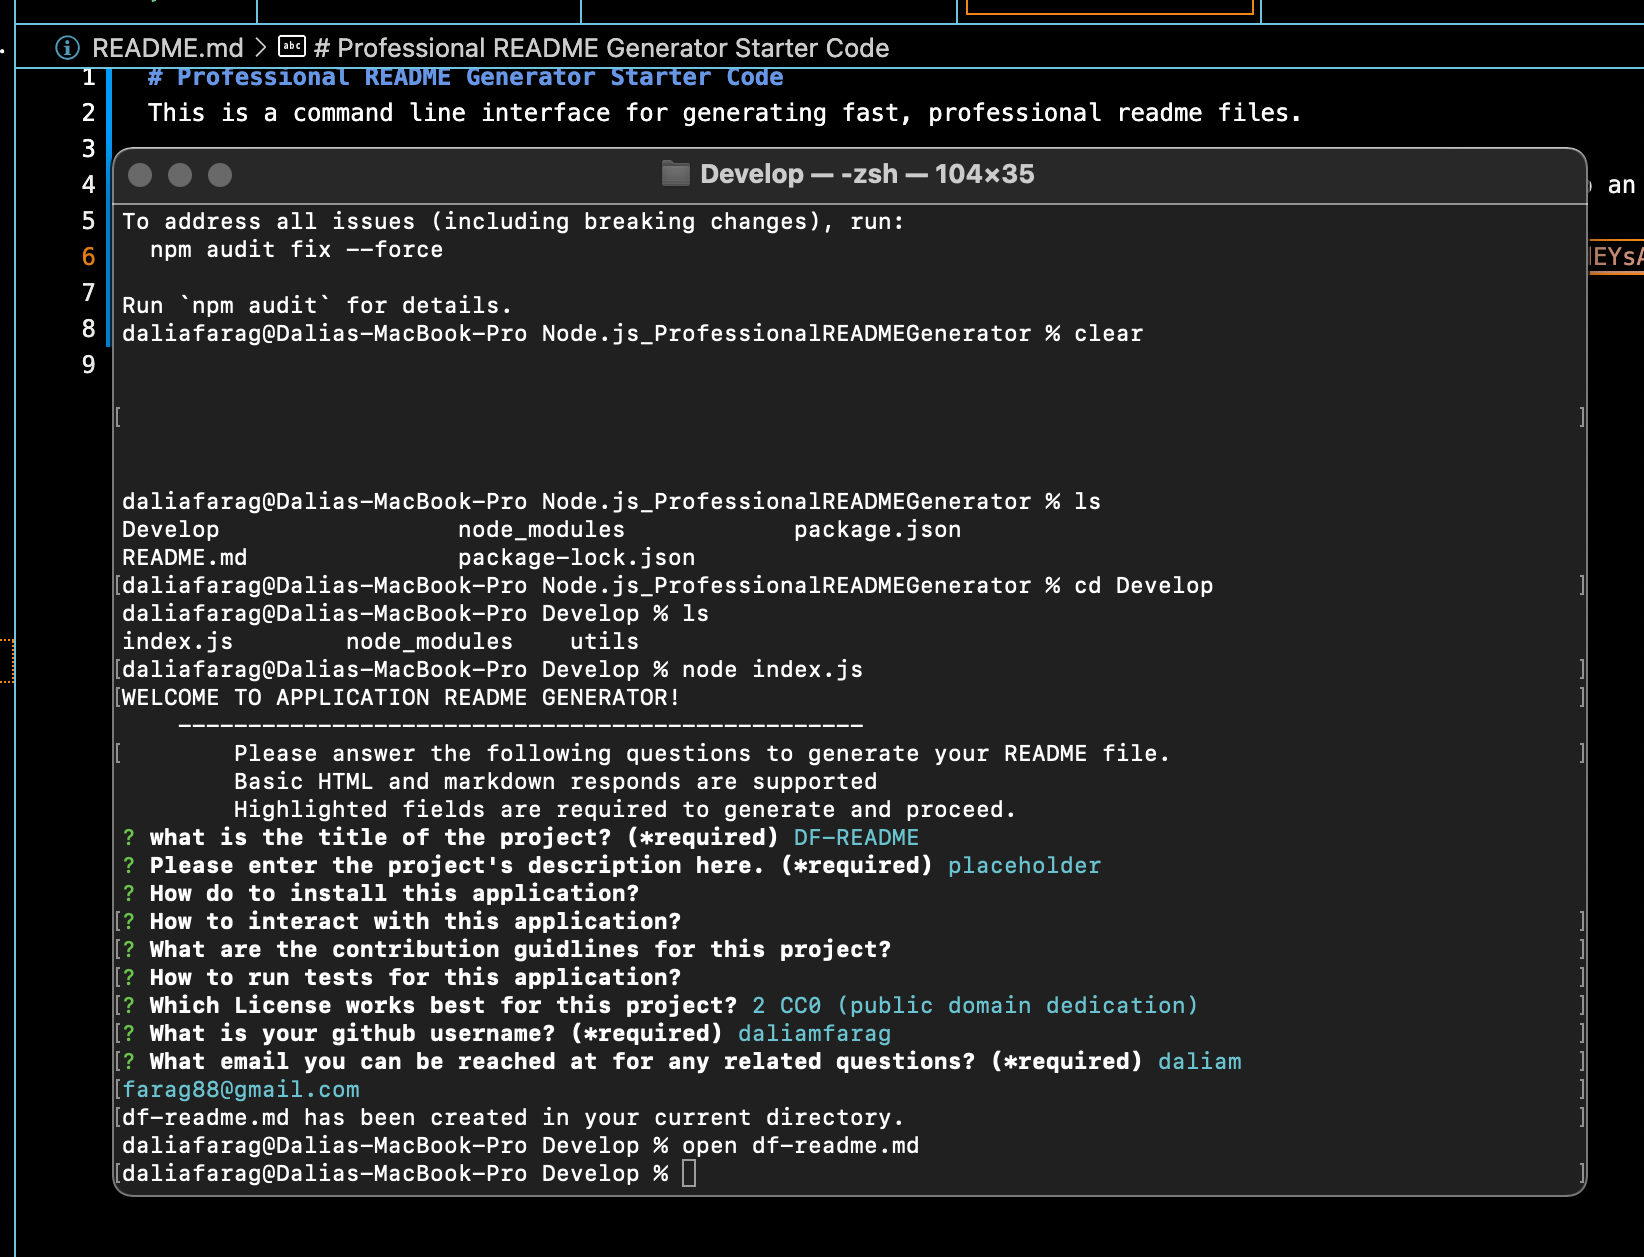 README.md > abc # Professional README Generator Starter Code
1 # Professional README Generator Starter Code
2 This is a command line interface for generating fast, professional readme files.
3
4 an
5
6 EYsA
7
8
9
Develop — -zsh — 104×35
To address all issues (including breaking changes), run:
npm audit fix --force
Run `npm audit` for details.
daliafarag@Dalias-MacBook-Pro Node.js_ProfessionalREADMEGenerator % clear
[ ]
daliafarag@Dalias-MacBook-Pro Node.js_ProfessionalREADMEGenerator % ls
Develop node_modules package.json
README.md package-lock.json
[daliafarag@Dalias-MacBook-Pro Node.js_ProfessionalREADMEGenerator % cd Develop ]
daliafarag@Dalias-MacBook-Pro Develop % ls
index.js node_modules utils
[daliafarag@Dalias-MacBook-Pro Develop % node index.js ]
[WELCOME TO APPLICATION README GENERATOR! ]
-------------------------------------------------
[ Please answer the following questions to generate your README file. ]
Basic HTML and markdown responds are supported
Highlighted fields are required to generate and proceed.
? what is the title of the project? (*required) DF-README
? Please enter the project's description here. (*required) placeholder
? How do to install this application?
[? How to interact with this application? ]
[? What are the contribution guidlines for this project? ]
[? How to run tests for this application? ]
[? Which License works best for this project? 2 CC0 (public domain dedication) ]
[? What is your github username? (*required) daliamfarag ]
[? What email you can be reached at for any related questions? (*required) daliam ]
[farag88@gmail.com ]
[df-readme.md has been created in your current directory. ]
daliafarag@Dalias-MacBook-Pro Develop % open df-readme.md
[daliafarag@Dalias-MacBook-Pro Develop % ]